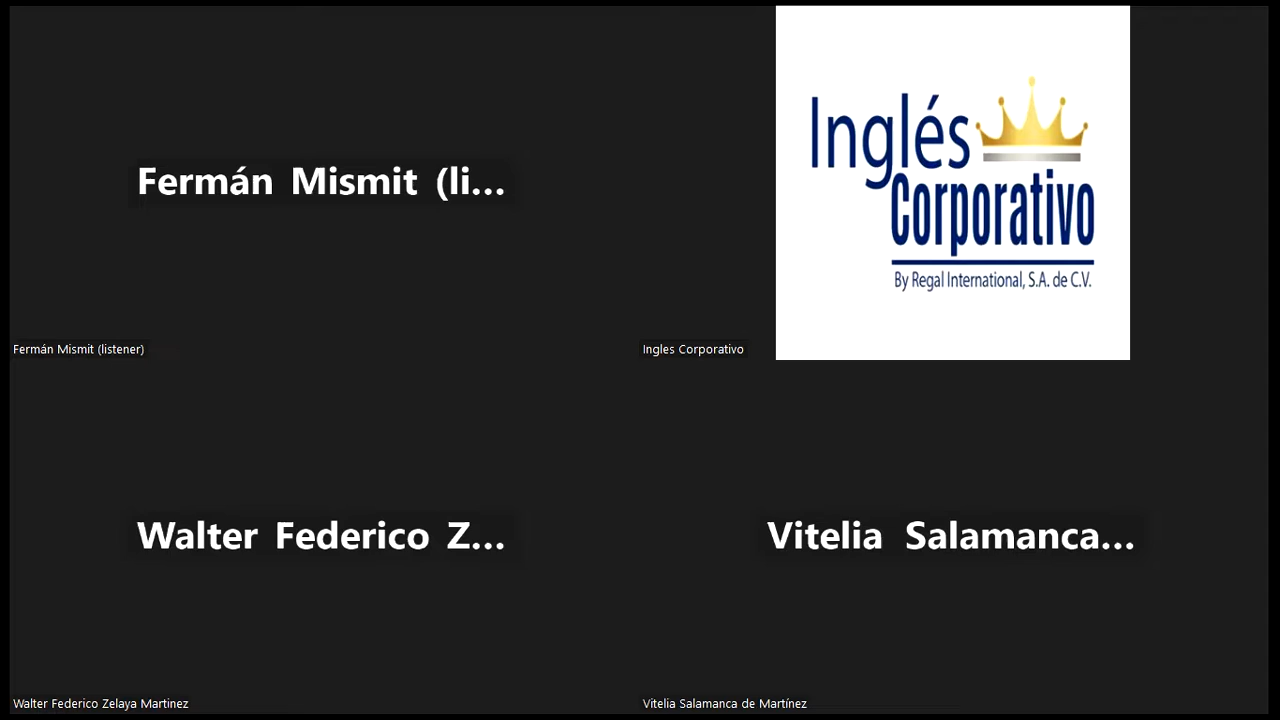 Fermán Mismit (li...
Fermán Mismit (listener)
Inglés
Corporativo
By Regal International, S.A. de C.V.
Ingles Corporativo
Walter Federico Z...
Walter Federico Zelaya Martinez
Vitelia Salamanca...
Vitelia Salamanca de Martínez